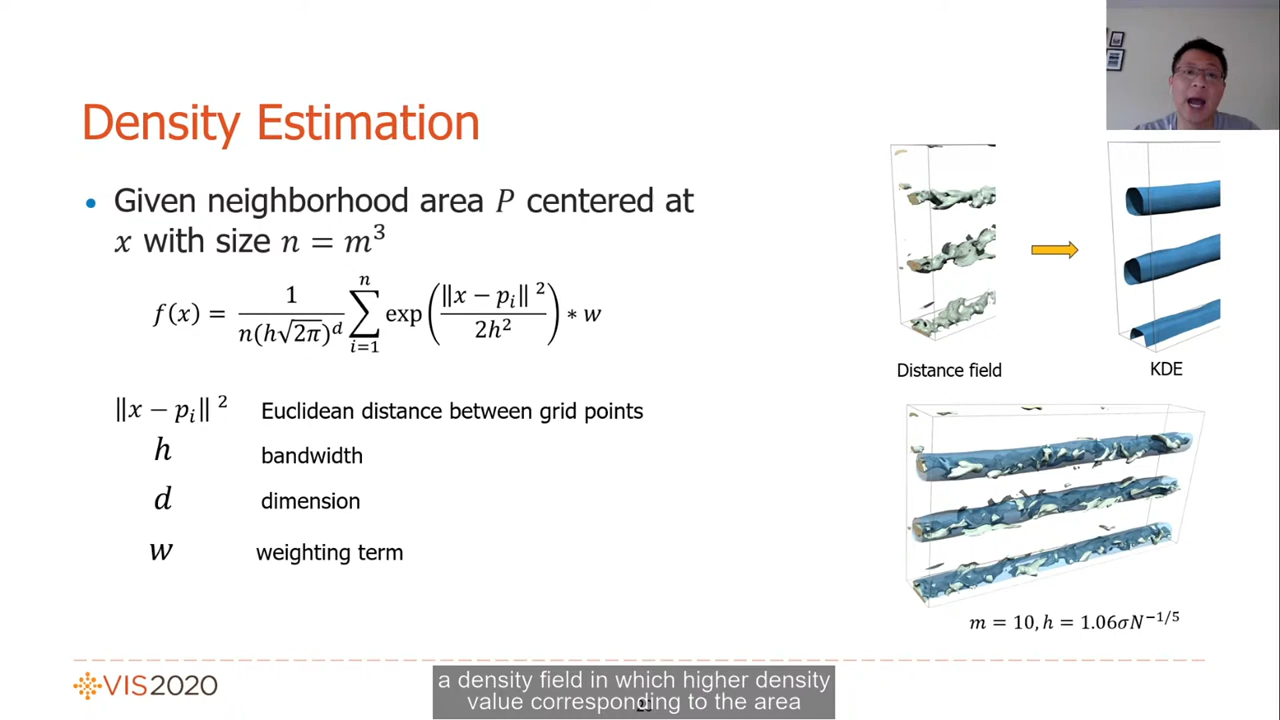 Density Estimation
• Given neighborhood area P centered at
x with size n = m³
f(x) = 1/(n(h√2π)^d) ∑_{i=1}^{n} exp(‖x − p_i‖²/(2h²)) * w
‖x − p_i‖² Euclidean distance between grid points
h bandwidth
d dimension
w weighting term
Distance field
KDE
m = 10, h = 1.06σN^{−1/5}
VIS2020
a density field in which higher density
value corresponding to the area